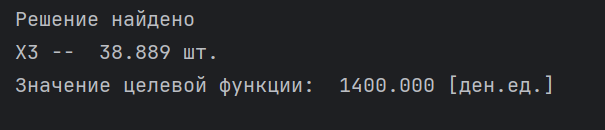 Решение найдено
X3 --  38.889 шт.
Значение целевой функции:  1400.000 [ден.ед.]